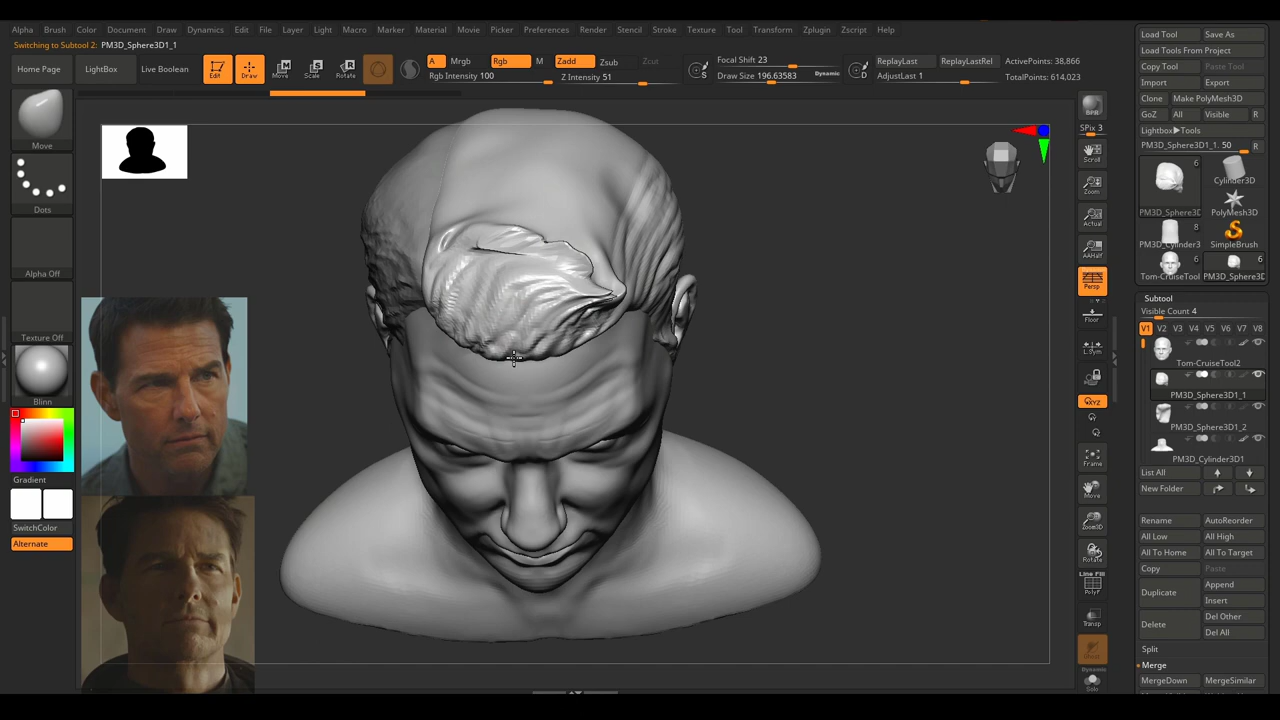 Alpha Brush Color Document Draw Dynamics Edit File Layer Light Macro Marker Material Movie Picker Preferences Render Stencil Stroke Texture Tool Transform Zplugin Zscript Help
Switching to Subtool 2: PM3D_Sphere3D1_1
Home Page LightBox Live Boolean
Edit Draw Move Scale Rotate
A Mrgb Rgb M Zadd Zsub Zcut
Rgb Intensity 100 Z Intensity 51
Focal Shift 23
Draw Size 196.63583 Dynamic
ReplayLast ReplayLastRel
AdjustLast 1
ActivePoints: 38,866
TotalPoints: 614,023
Move
Dots
Alpha Off
Texture Off
Blinn
Gradient
SwitchColor
Alternate
BPR
SPix 3
Scroll
Zoom
Actual
AAHalf
Persp
Floor
L.Sym
Frame
Move
Zoom3D
Rotate
Line Fill
PolyF
Transp
Dynamic
Solo
Load Tool Save As
Load Tools From Project
Copy Tool Paste Tool
Import Export
Clone Make PolyMesh3D
GoZ All Visible R
Lightbox▶Tools
PM3D_Sphere3D1_1. 50 R
6
PM3D_Sphere3D
Cylinder3D
PolyMesh3D
8
PM3D_Cylinder3
SimpleBrush
6 6
Tom-CruiseTool PM3D_Sphere3D
Subtool
Visible Count 4
V1 V2 V3 V4 V5 V6 V7 V8
Tom-CruiseTool2
PM3D_Sphere3D1_1
PM3D_Sphere3D1_2
PM3D_Cylinder3D1
List All
New Folder
Rename AutoReorder
All Low All High
All To Home All To Target
Copy Paste
Duplicate Append
Insert
Delete Del Other
Del All
Split
Merge
MergeDown MergeSimilar